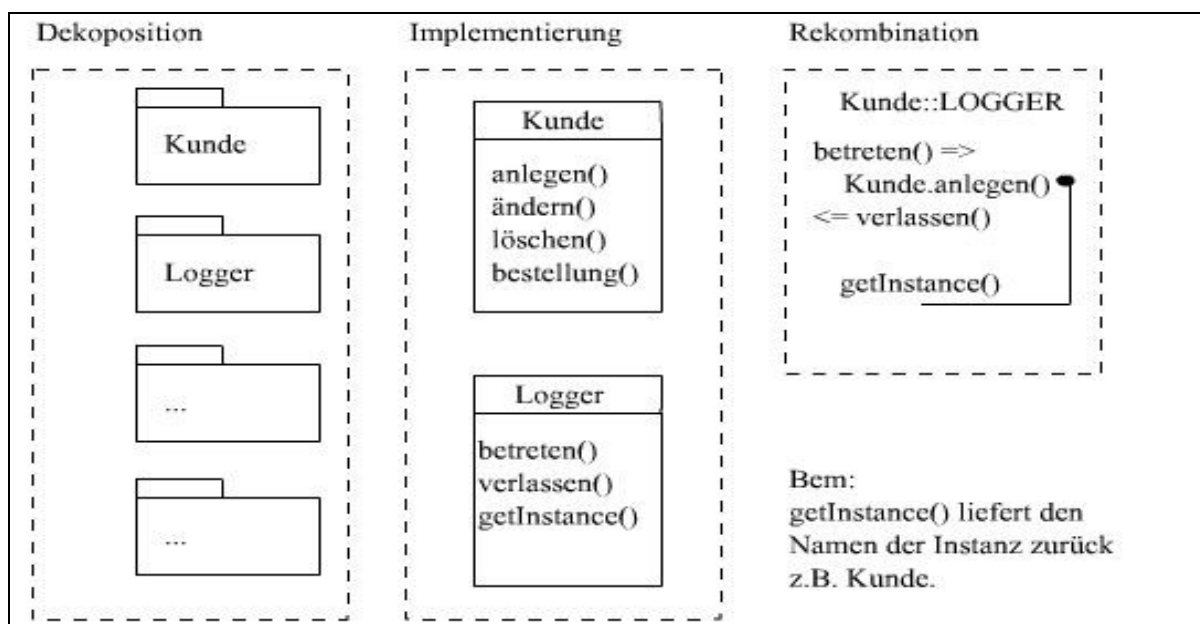 Dekoposition
Kunde
Logger
...
...
Implementierung
Kunde
anlegen()
ändern()
löschen()
bestellung()
Logger
betreten()
verlassen()
getInstance()
Rekombination
Kunde::LOGGER
betreten() =>
Kunde.anlegen()
<= verlassen()
getInstance()
Bem:
getInstance() liefert den
Namen der Instanz zurück
z.B. Kunde.